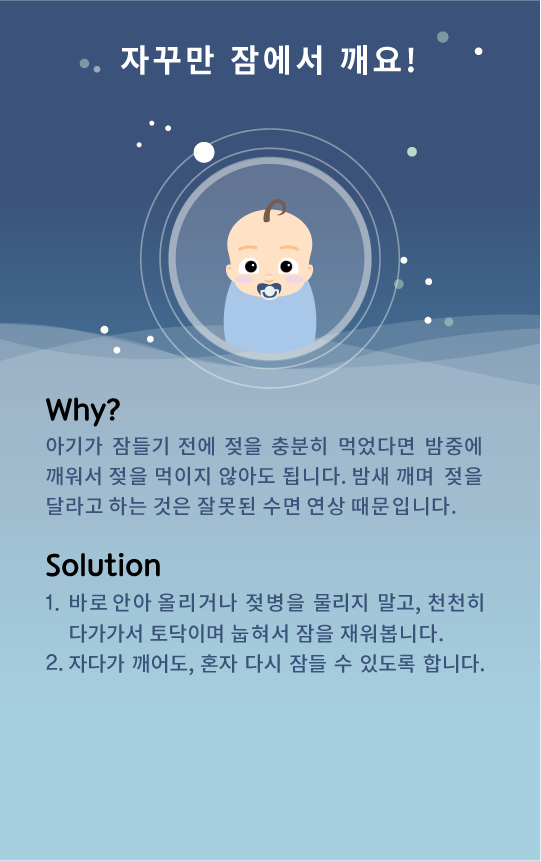 자꾸만 잠에서 깨요!
Why?
아기가 잠들기 전에 젖을 충분히 먹었다면 밤중에
깨워서 젖을 먹이지 않아도 됩니다. 밤새 깨며 젖을
달라고 하는 것은 잘못된 수면 연상 때문입니다.
Solution
1. 바로 안아 올리거나 젖병을 물리지 말고, 천천히
다가가서 토닥이며 눕혀서 잠을 재워봅니다.
2. 자다가 깨어도, 혼자 다시 잠들 수 있도록 합니다.